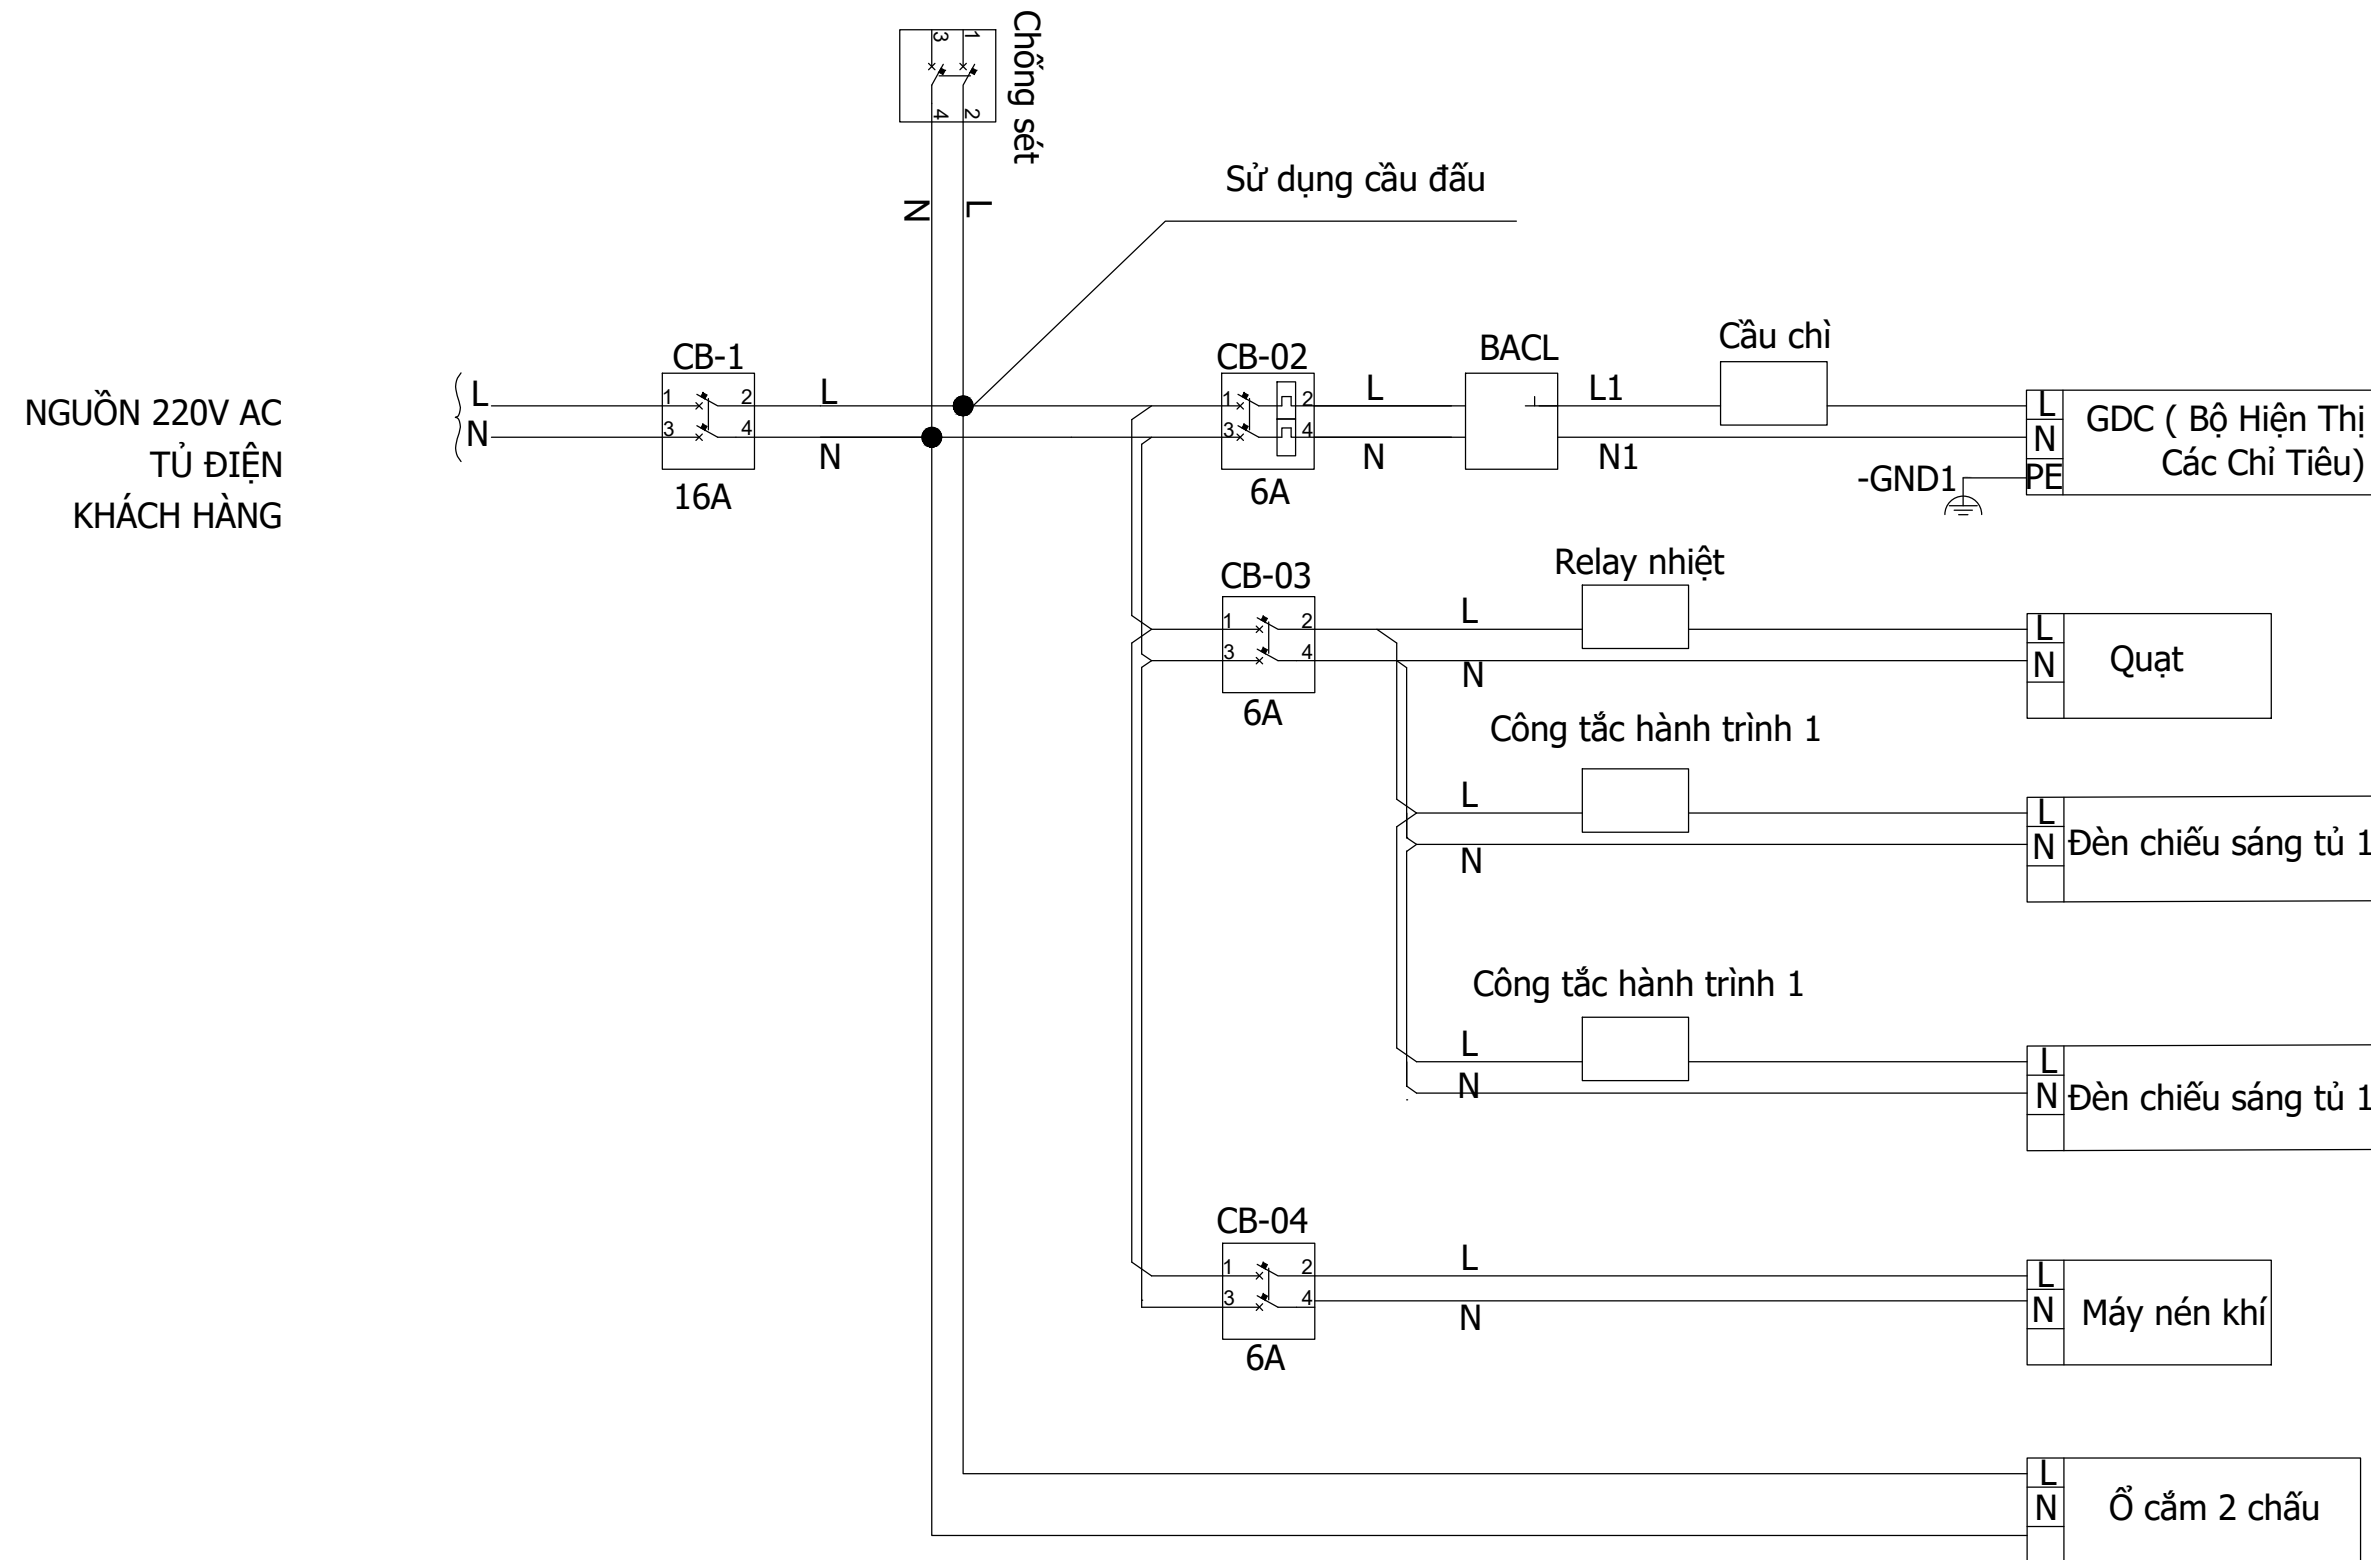 3 1
4 2
Chống sét
N L
Sử dụng cầu đấu
NGUỒN 220V AC
TỦ ĐIỆN
KHÁCH HÀNG
L
N
CB-1
1 2
3 4
16A
L
N
CB-02
1 2
3 4
6A
L
N
BACL
L1
N1
Cầu chì
-GND1
L
N
PE
GDC ( Bộ Hiện Thị
Các Chỉ Tiêu)
CB-03
1 2
3 4
6A
Relay nhiệt
L
N
L
N
Quạt
Công tắc hành trình 1
L
N
L
N
Đèn chiếu sáng tủ 1
Công tắc hành trình 1
L
N
L
N
Đèn chiếu sáng tủ 1
CB-04
1 2
3 4
6A
L
N
L
N
Máy nén khí
L
N
Ổ cắm 2 chấu